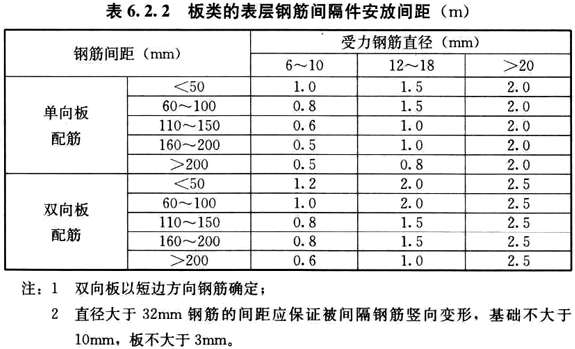 表 6.2.2 板类的表层钢筋间隔件安放间距（m）
钢筋间距（mm） 受力钢筋直径（mm）
6～10 12～18 >20
单向板配筋 <50 1.0 1.5 2.0
60～100 0.8 1.5 2.0
110～150 0.6 1.0 2.0
160～200 0.5 1.0 2.0
>200 0.5 0.8 2.0
双向板配筋 <50 1.2 2.0 2.5
60～100 1.0 2.0 2.5
110～150 0.8 1.5 2.5
160～200 0.8 1.5 2.5
>200 0.6 1.0 2.5
注：1 双向板以短边方向钢筋确定；
2 直径大于 32mm 钢筋的间距应保证被间隔钢筋竖向变形，基础不大于
10mm，板不大于 3mm。